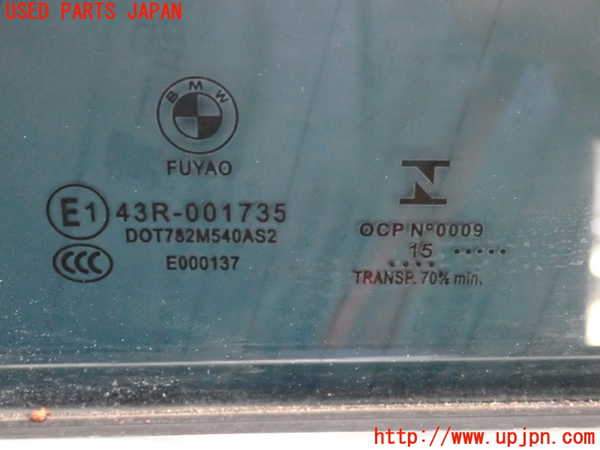 USED PARTS JAPAN
BMW
FUYAO
E1 43R-001735
DOT782M540AS2
CCC E000137
N
OCP Nº0009
15 .....
....
TRANSP. 70% min.
http://www.upjpn.com/